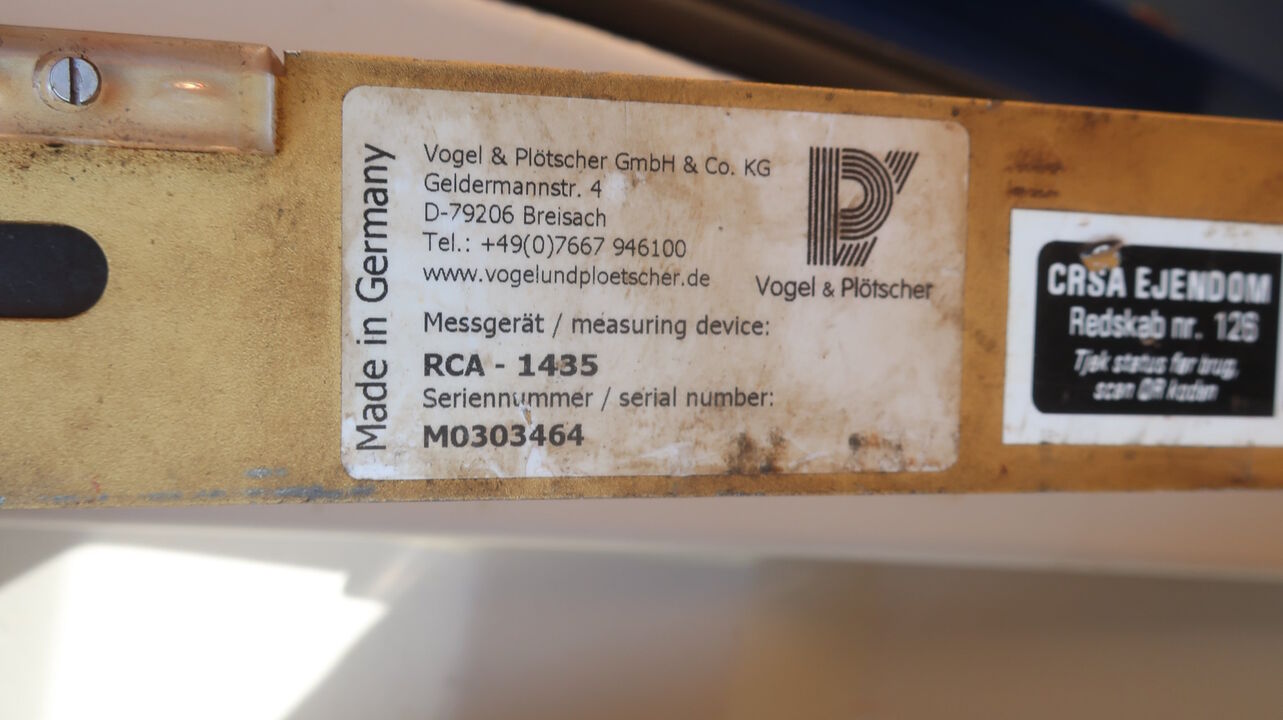 Made in Germany
Vogel & Plötscher GmbH & Co. KG
Geldermannstr. 4
D-79206 Breisach
Tel.: +49(0)7667 946100
www.vogelundploetscher.de
Vogel & Plötscher
Messgerät / measuring device:
RCA - 1435
Seriennummer / serial number:
M0303464
CRSA EJENDOM
Redskab nr. 126
Tjek status før brug,
scan QR koden